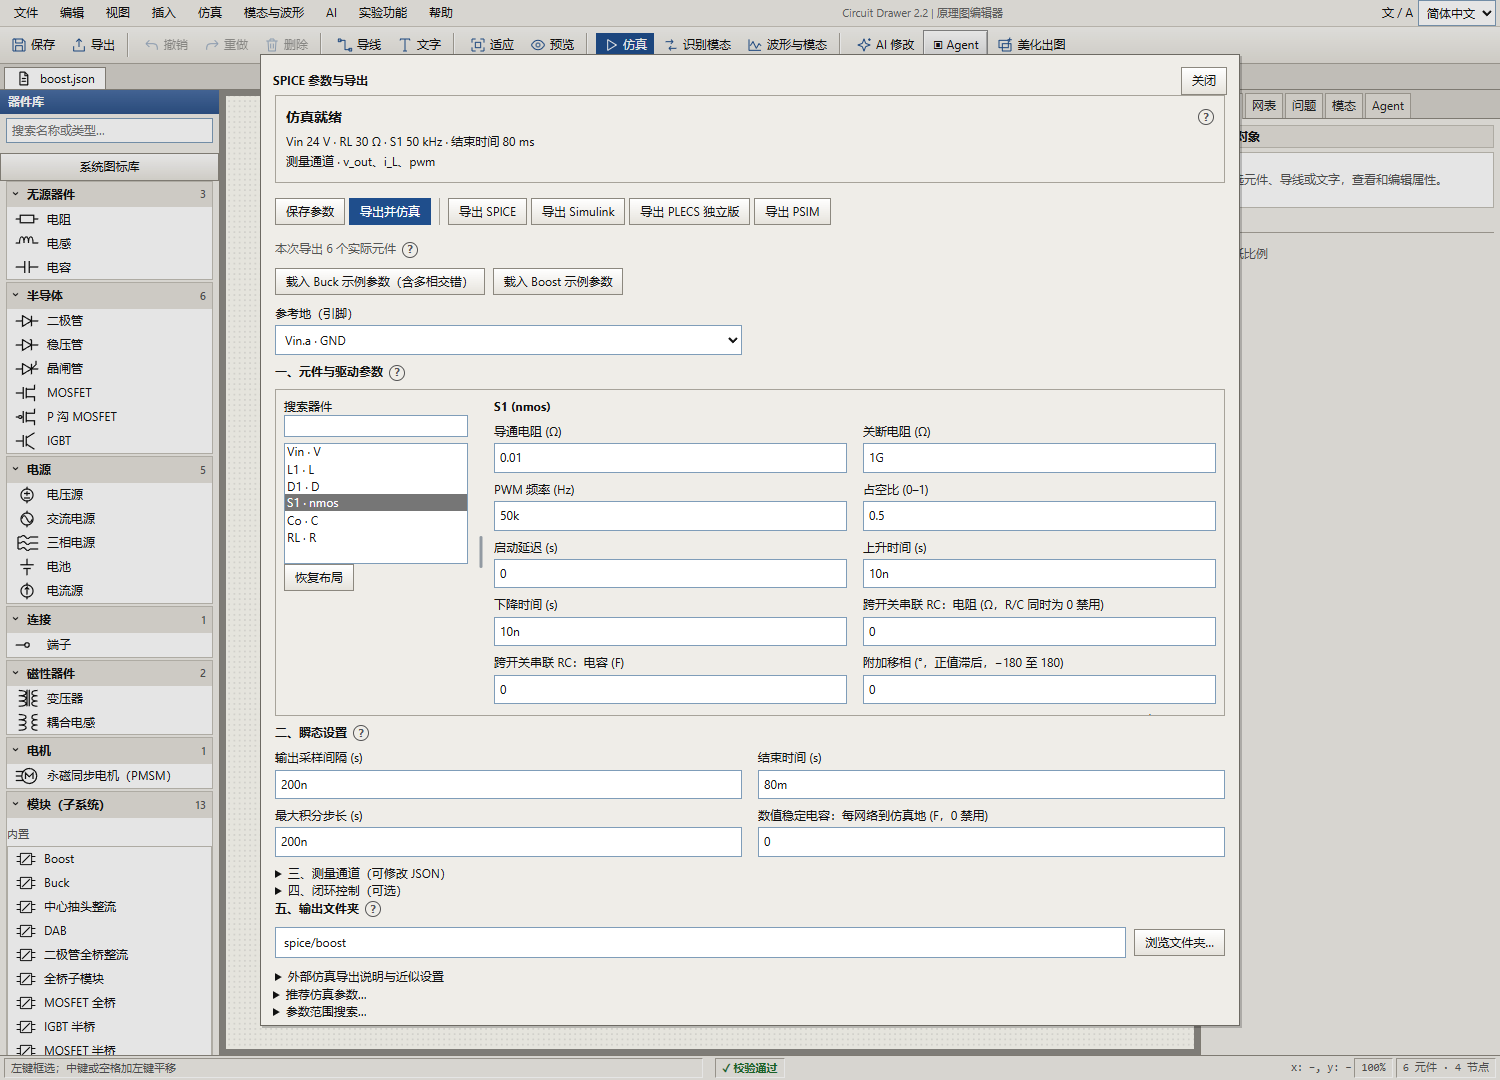 文件 编辑 视图 插入 仿真 模态与波形 AI 实验功能 帮助 Circuit Drawer 2.2 | 原理图编辑器 文 / A 简体中文
保存 导出 撤销 重做 删除 导线 文字 适应 预览 仿真 识别模态 波形与模态 AI 修改 Agent 美化出图
boost.json
器件库
搜索名称或类型...
系统图标库
无源器件 3
电阻
电感
电容
半导体 6
二极管
稳压管
晶闸管
MOSFET
P 沟 MOSFET
IGBT
电源 5
电压源
交流电源
三相电源
电池
电流源
连接 1
端子
磁性器件 2
变压器
耦合电感
电机 1
永磁同步电机（PMSM）
模块（子系统） 13
内置
Boost
Buck
中心抽头整流
DAB
二极管全桥整流
全桥子模块
MOSFET 全桥
IGBT 半桥
MOSFET 半桥
SPICE 参数与导出 关闭
仿真就绪 ?
Vin 24 V · RL 30 Ω · S1 50 kHz · 结束时间 80 ms
测量通道 · v_out、i_L、pwm
保存参数 导出并仿真 导出 SPICE 导出 Simulink 导出 PLECS 独立版 导出 PSIM
本次导出 6 个实际元件 ?
载入 Buck 示例参数（含多相交错） 载入 Boost 示例参数
参考地（引脚）
Vin.a · GND
一、元件与驱动参数 ?
搜索器件
Vin · V
L1 · L
D1 · D
S1 · nmos
Co · C
RL · R
恢复布局
S1 (nmos)
导通电阻 (Ω) 关断电阻 (Ω)
0.01 1G
PWM 频率 (Hz) 占空比 (0–1)
50k 0.5
启动延迟 (s) 上升时间 (s)
0 10n
下降时间 (s) 跨开关串联 RC：电阻 (Ω，R/C 同时为 0 禁用)
10n 0
跨开关串联 RC：电容 (F) 附加移相 (°，正值滞后，−180 至 180)
0 0
二、瞬态设置 ?
输出采样间隔 (s) 结束时间 (s)
200n 80m
最大积分步长 (s) 数值稳定电容：每网络到仿真地 (F，0 禁用)
200n 0
三、测量通道（可修改 JSON）
四、闭环控制（可选）
五、输出文件夹 ?
spice/boost 浏览文件夹...
外部仿真导出说明与近似设置
推荐仿真参数...
参数范围搜索...
网表 问题 模态 Agent
对象
元件、导线或文字，查看和编辑属性。
比例
左键框选；中键或空格加左键平移 ✓ 校验通过 x: -, y: - 100% 6 元件 · 4 节点